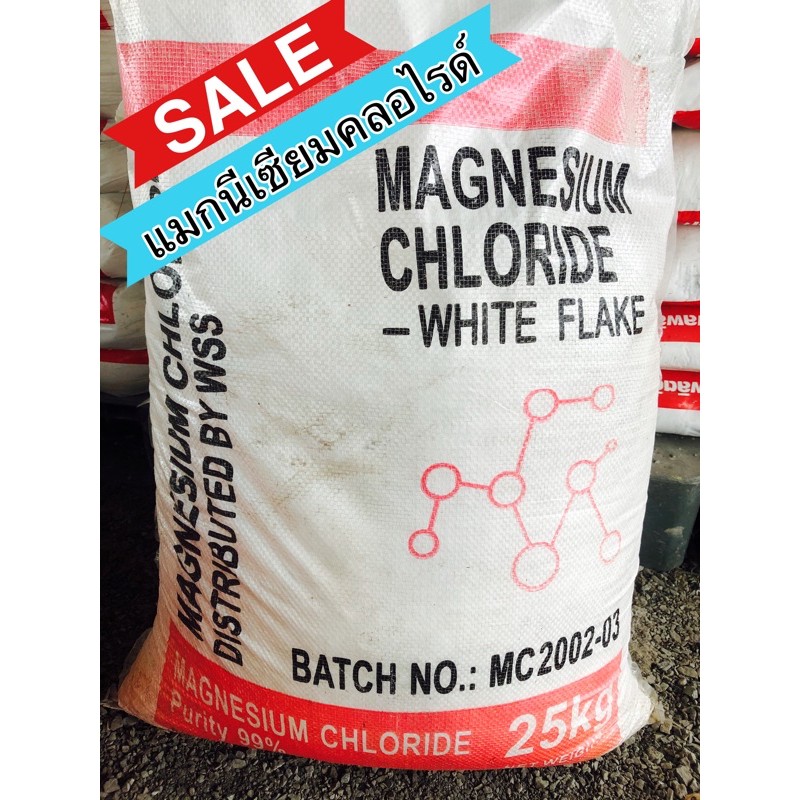 SALE
แมกนีเซียมคลอไรด์
MAGNESIUM
CHLORIDE
–WHITE FLAKE
MAGNESIUM CHLO
DISTRIBUTED BY WSS
BATCH NO.: MC2002-03
MAGNESIUM CHLORIDE 25kg
Purity 99%